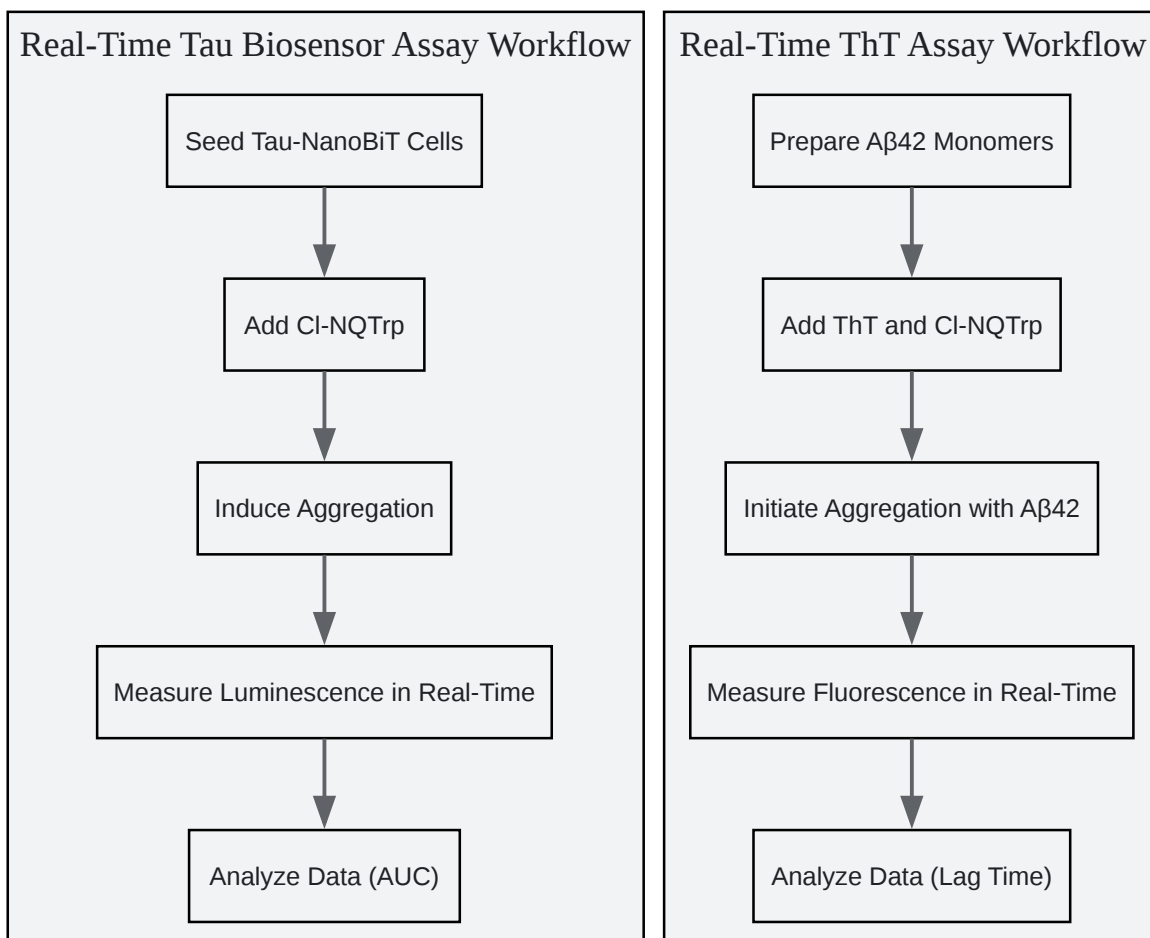 Real-Time Tau Biosensor Assay Workflow
Seed Tau-NanoBiT Cells
Add Cl-NQTrp
Induce Aggregation
Measure Luminescence in Real-Time
Analyze Data (AUC)
Real-Time ThT Assay Workflow
Prepare Aβ42 Monomers
Add ThT and Cl-NQTrp
Initiate Aggregation with Aβ42
Measure Fluorescence in Real-Time
Analyze Data (Lag Time)